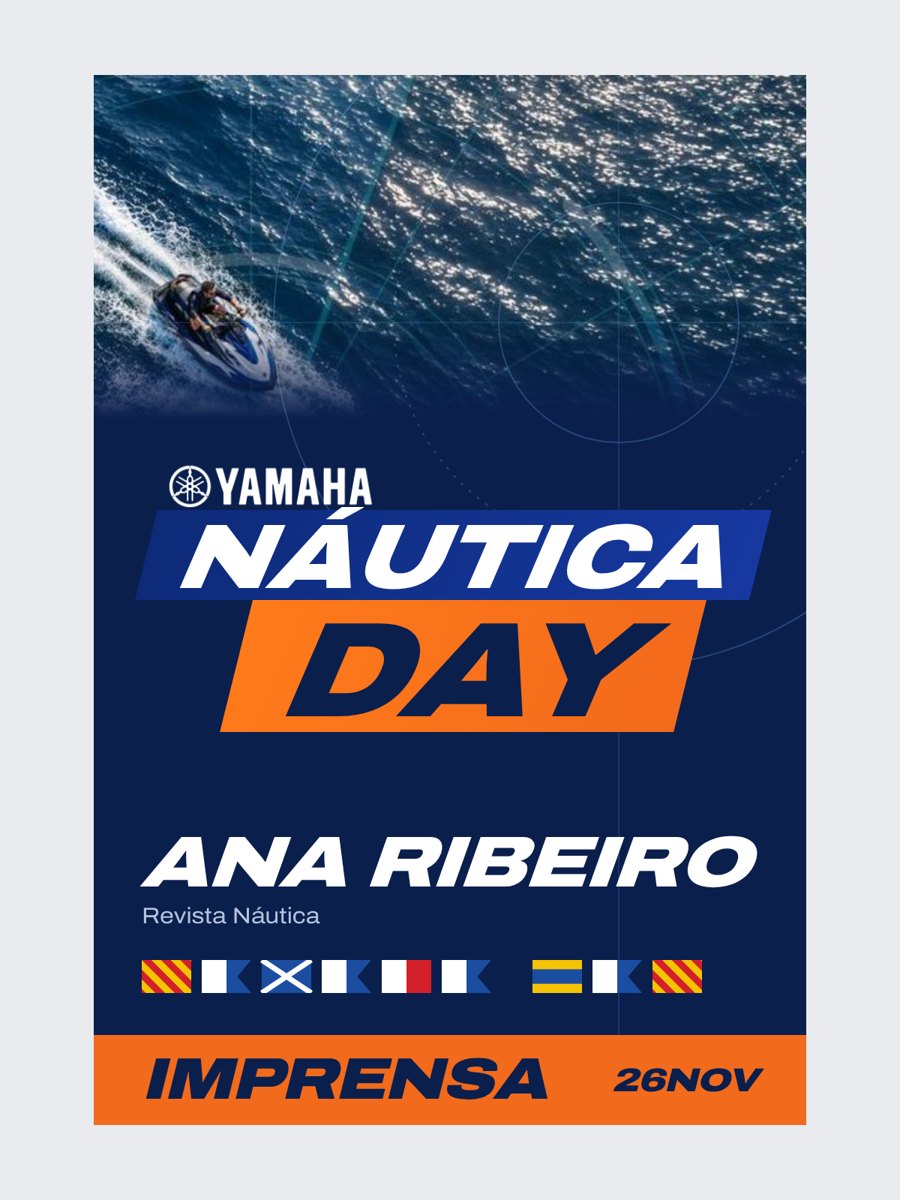 YAMAHA
NÁUTICA
DAY
ANA RIBEIRO
Revista Náutica
IMPRENSA 26NOV